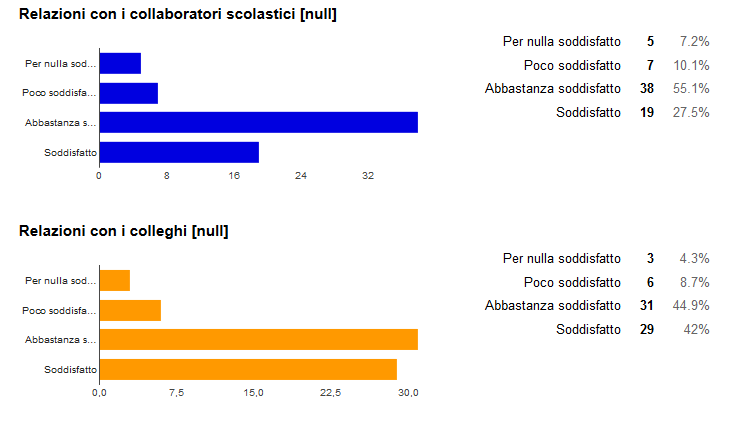 Relazioni con i collaboratori scolastici [null]
Per nulla sod...
Poco soddisfa...
Abbastanza s...
Soddisfatto
0 8 16 24 32
Per nulla soddisfatto 5 7.2%
Poco soddisfatto 7 10.1%
Abbastanza soddisfatto 38 55.1%
Soddisfatto 19 27.5%
Relazioni con i colleghi [null]
Per nulla sod...
Poco soddisfa...
Abbastanza s...
Soddisfatto
0,0 7,5 15,0 22,5 30,0
Per nulla soddisfatto 3 4.3%
Poco soddisfatto 6 8.7%
Abbastanza soddisfatto 31 44.9%
Soddisfatto 29 42%